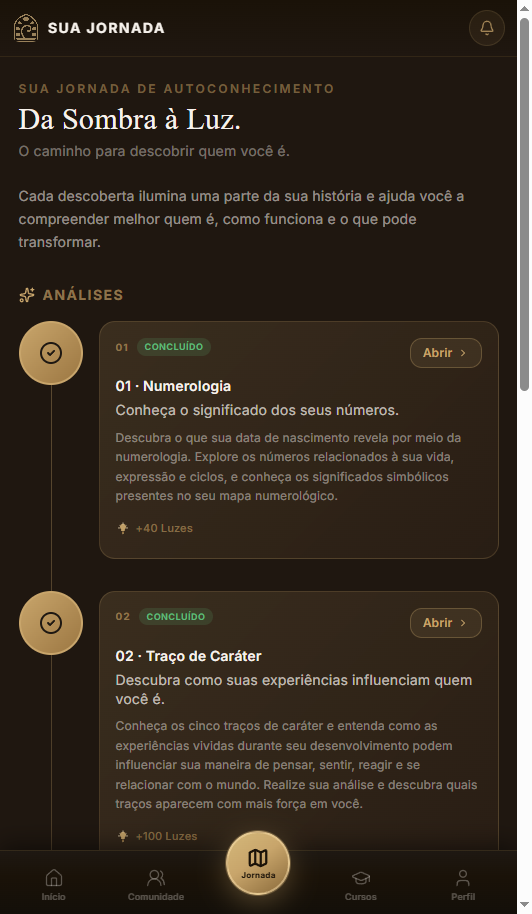 SUA JORNADA
SUA JORNADA DE AUTOCONHECIMENTO
Da Sombra à Luz.
O caminho para descobrir quem você é.
Cada descoberta ilumina uma parte da sua história e ajuda você a
compreender melhor quem é, como funciona e o que pode
transformar.
ANÁLISES
01 CONCLUÍDO
Abrir
01 · Numerologia
Conheça o significado dos seus números.
Descubra o que sua data de nascimento revela por meio da
numerologia. Explore os números relacionados à sua vida,
expressão e ciclos, e conheça os significados simbólicos
presentes no seu mapa numerológico.
+40 Luzes
02 CONCLUÍDO
Abrir
02 · Traço de Caráter
Descubra como suas experiências influenciam quem
você é.
Conheça os cinco traços de caráter e entenda como as
experiências vividas durante seu desenvolvimento podem
influenciar sua maneira de pensar, sentir, reagir e se
relacionar com o mundo. Realize sua análise e descubra quais
traços aparecem com mais força em você.
+100 Luzes
Início
Comunidade
Jornada
Cursos
Perfil